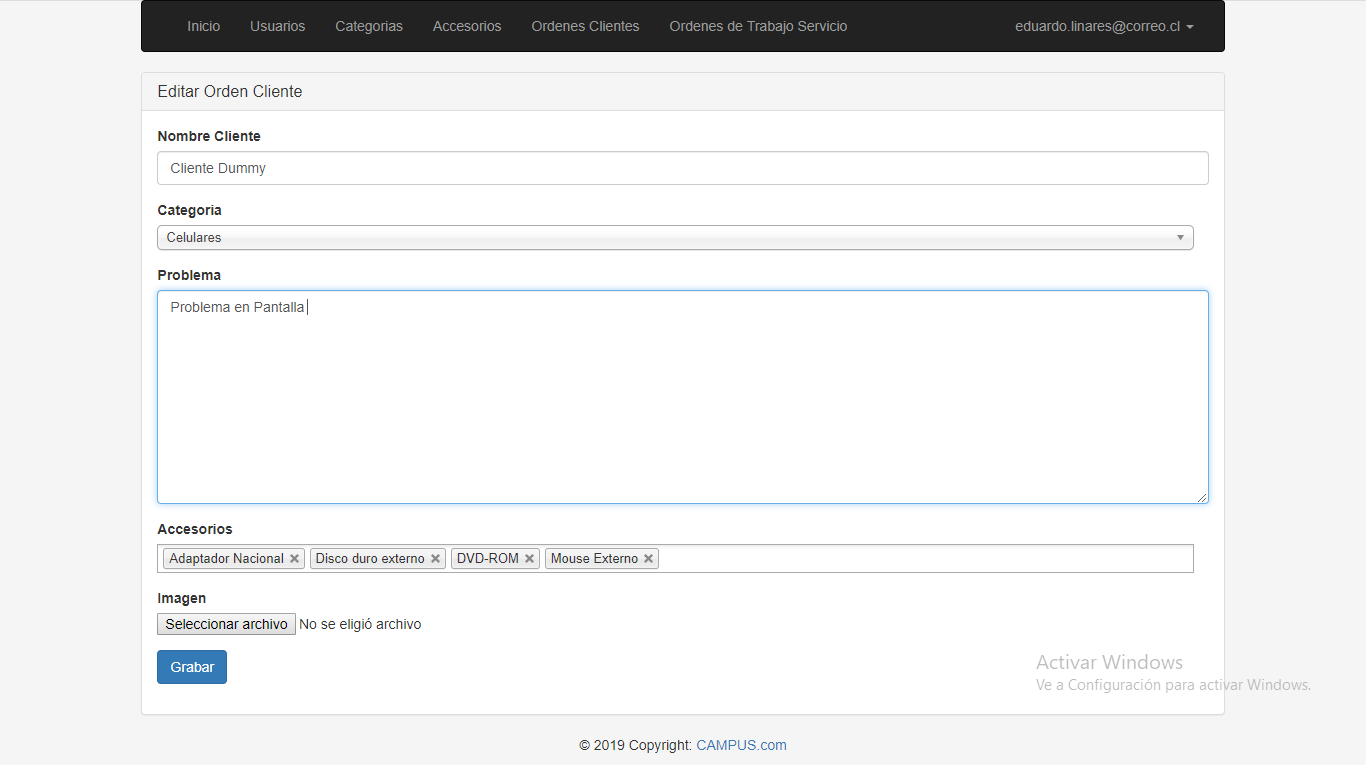 Inicio Usuarios Categorias Accesorios Ordenes Clientes Ordenes de Trabajo Servicio eduardo.linares@correo.cl
Editar Orden Cliente
Nombre Cliente
Cliente Dummy
Categoria
Celulares
Problema
Problema en Pantalla
Accesorios
Adaptador Nacional Disco duro externo DVD-ROM Mouse Externo
Imagen
Seleccionar archivo No se eligió archivo
Grabar
Activar Windows
Ve a Configuración para activar Windows.
© 2019 Copyright: CAMPUS.com